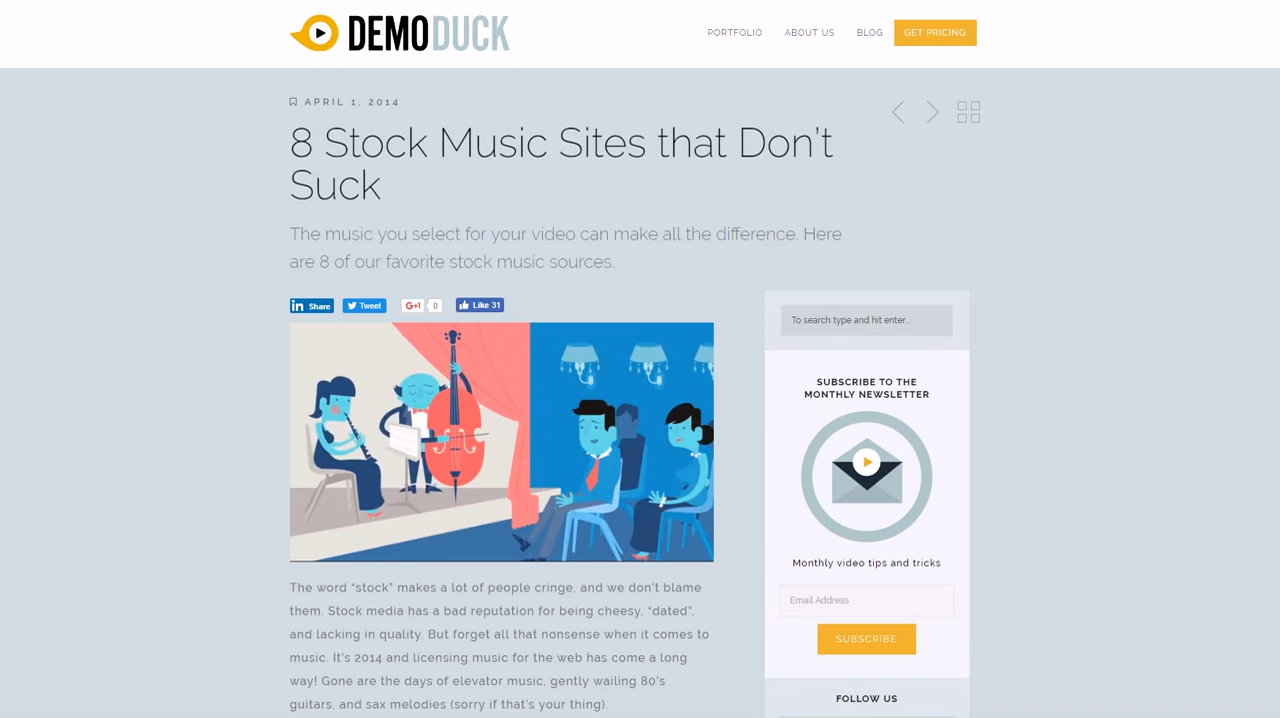 DEMODUCK
PORTFOLIO ABOUT US BLOG GET PRICING
APRIL 1, 2014
8 Stock Music Sites that Don't
Suck
The music you select for your video can make all the difference. Here
are 8 of our favorite stock music sources.
in Share Tweet G+1 0 Like 31
The word “stock” makes a lot of people cringe, and we don't blame
them. Stock media has a bad reputation for being cheesy, “dated”,
and lacking in quality. But forget all that nonsense when it comes to
music. It's 2014 and licensing music for the web has come a long
way! Gone are the days of elevator music, gently wailing 80's
guitars, and sax melodies (sorry if that's your thing).
To search type and hit enter...
SUBSCRIBE TO THE
MONTHLY NEWSLETTER
Monthly video tips and tricks
Email Address
SUBSCRIBE
FOLLOW US